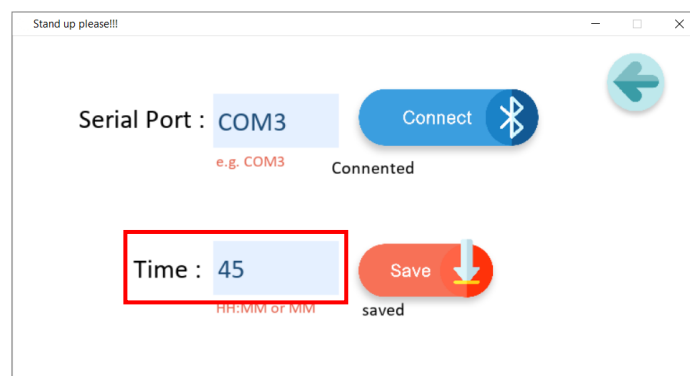 Stand up please!!!
Serial Port : COM3 Connect
e.g. COM3
Connented
Time : 45 Save
HH:MM or MM
saved